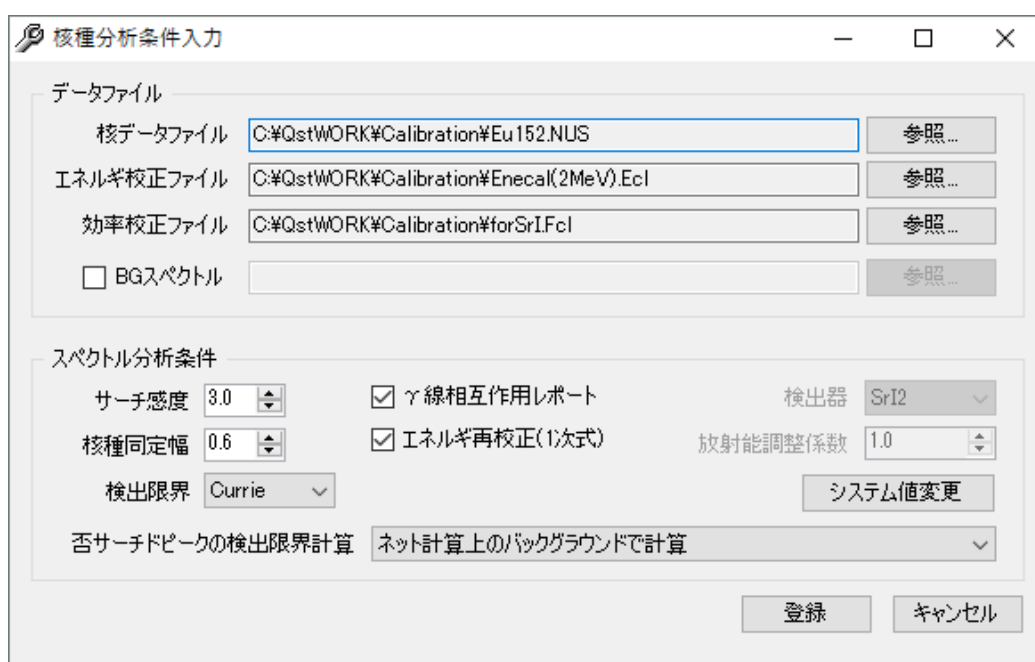 核種分析条件入力
データファイル
核データファイル C:¥QstWORK¥Calibration¥Eu152.NUS 参照...
エネルギ校正ファイル C:¥QstWORK¥Calibration¥Enecal(2MeV).Ecl 参照...
効率校正ファイル C:¥QstWORK¥Calibration¥forSrI.Fcl 参照...
BGスペクトル 参照...
スペクトル分析条件
サーチ感度 3.0 γ線相互作用レポート 検出器 SrI2
核種同定幅 0.6 エネルギ再校正(1次式) 放射能調整係数 1.0
検出限界 Currie システム値変更
否サーチドピークの検出限界計算 ネット計算上のバックグラウンドで計算
登録 キャンセル